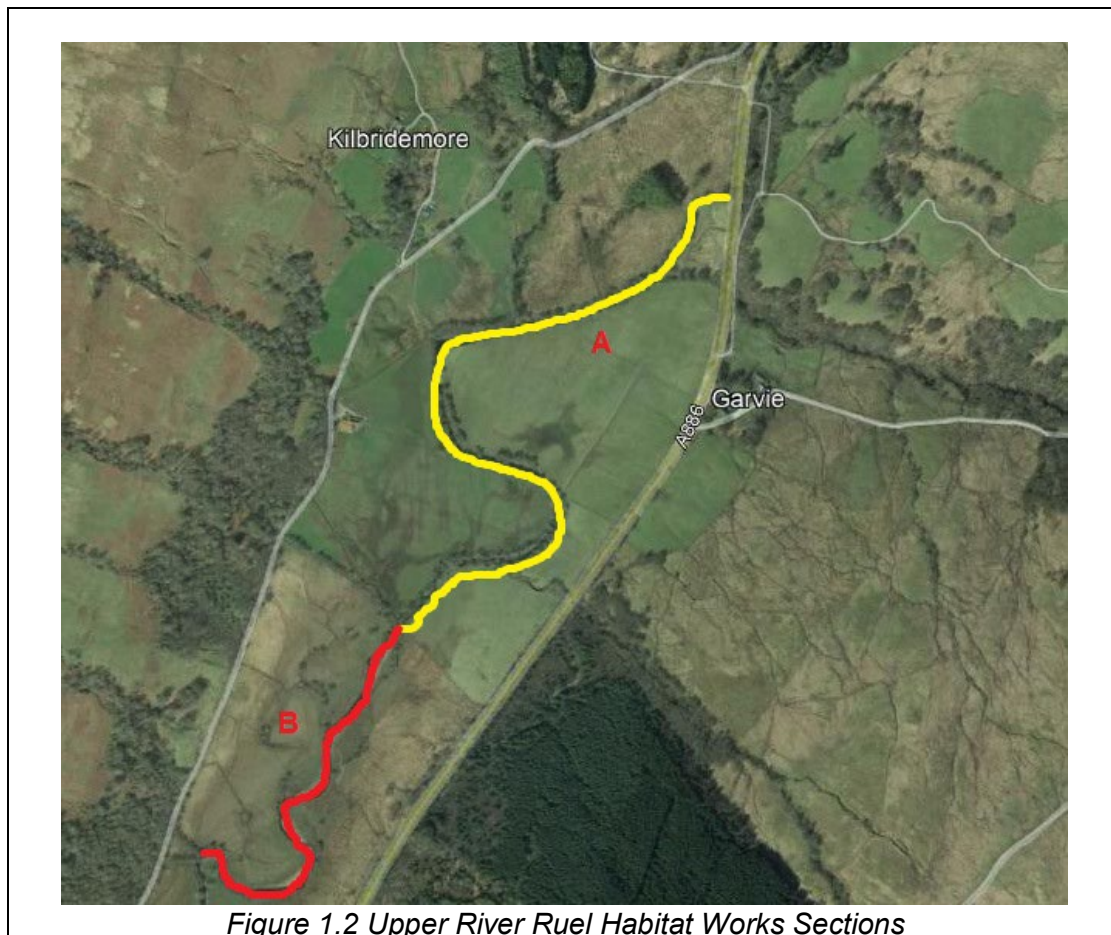 Kilbridemore
A
Garvie
A886
B
Figure 1.2 Upper River Ruel Habitat Works Sections